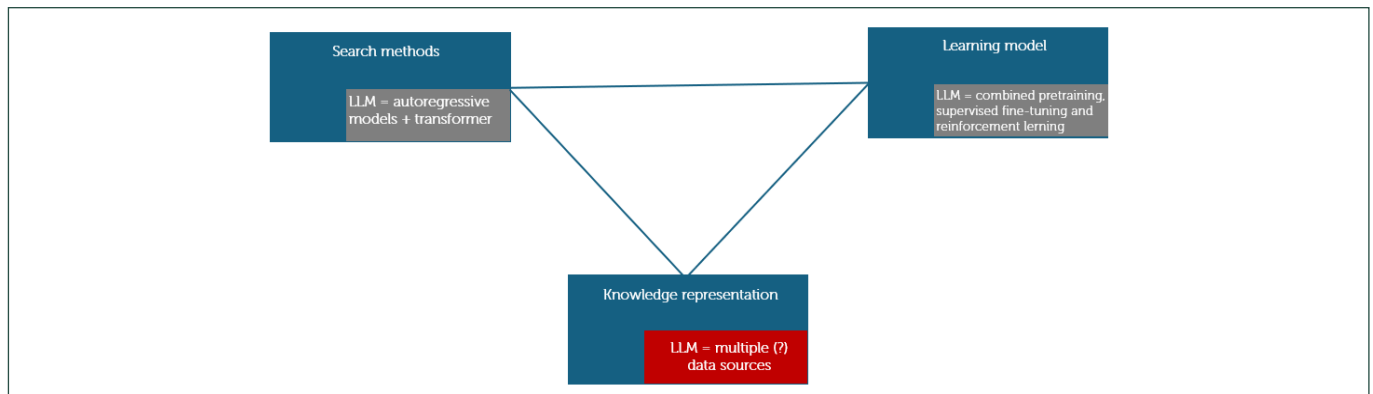 Search methods
LLM = autoregressive
models + transformer
Learning model
LLM = combined pretraining,
supervised fine-tuning and
reinforcement lerning
Knowledge representation
LLM = multiple (?)
data sources